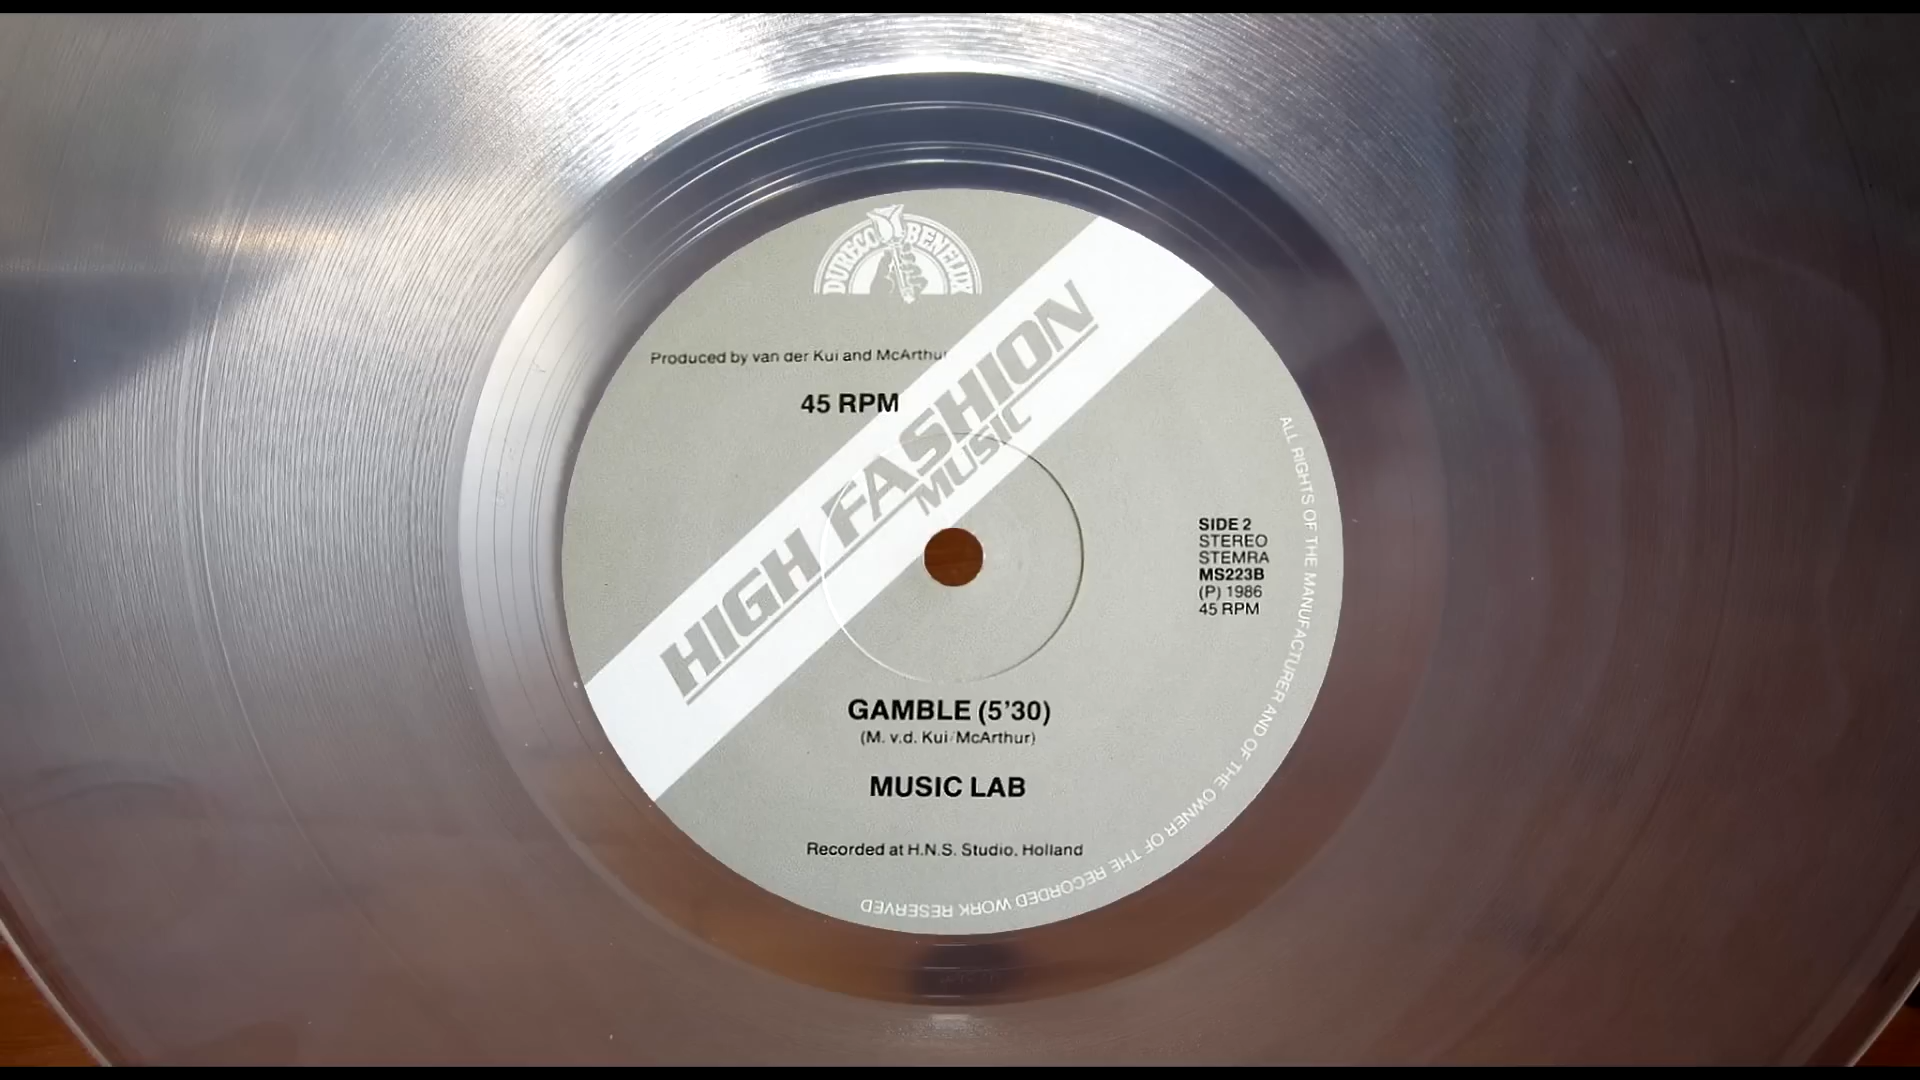 DURECO BENELUX
Produced by van der Kui and McArthur
45 RPM
HIGH FASHION
MUSIC
SIDE 2
STEREO
STEMRA
MS223B
(P) 1986
45 RPM
GAMBLE (5'30)
(M. v.d. Kui/McArthur)
MUSIC LAB
Recorded at H.N.S. Studio, Holland
ALL RIGHTS OF THE MANUFACTURER AND OF THE OWNER OF THE RECORDED WORK RESERVED